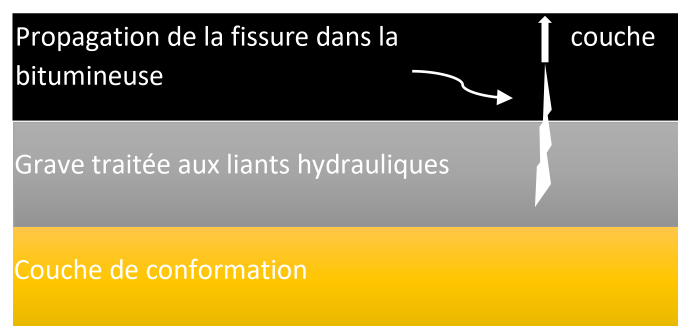 Propagation de la fissure dans la couche
bitumineuse
Grave traitée aux liants hydrauliques
Couche de conformation